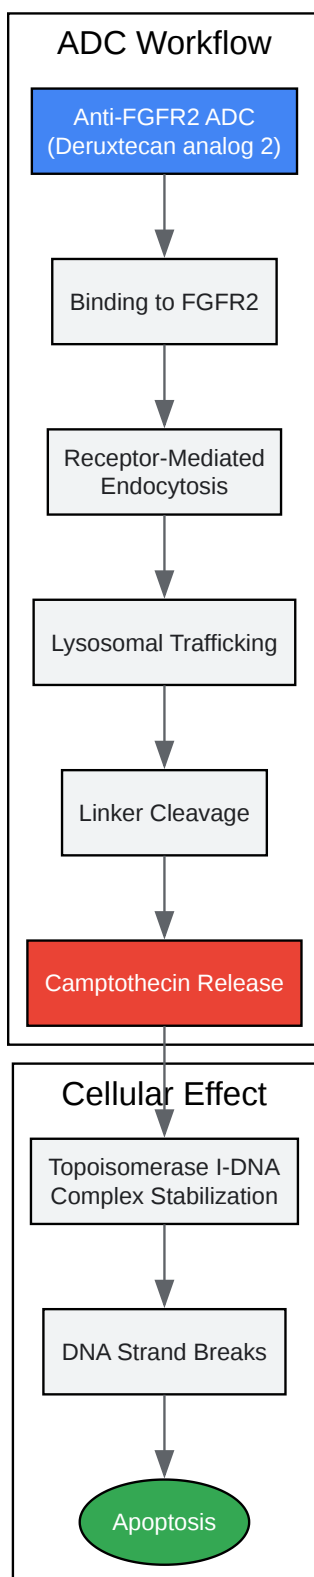 ADC Workflow
Anti-FGFR2 ADC
(Deruxtecan analog 2)
Binding to FGFR2
Receptor-Mediated
Endocytosis
Lysosomal Trafficking
Linker Cleavage
Camptothecin Release
Cellular Effect
Topoisomerase I-DNA
Complex Stabilization
DNA Strand Breaks
Apoptosis